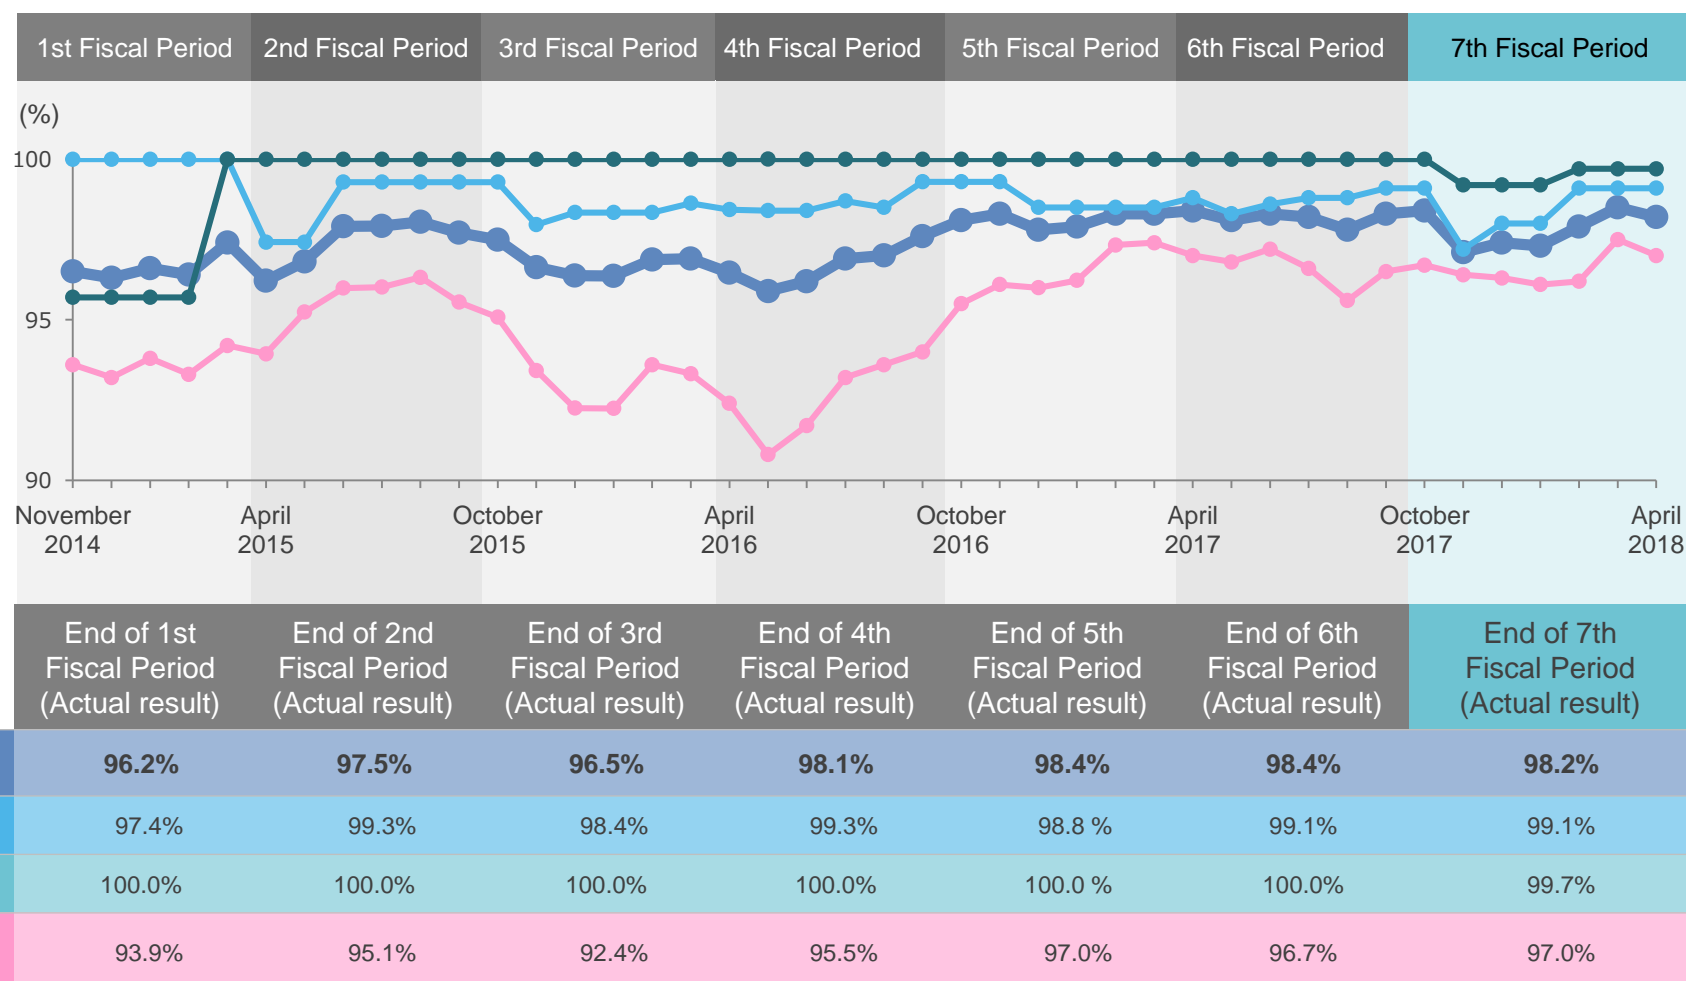 1st Fiscal Period 2nd Fiscal Period 3rd Fiscal Period 4th Fiscal Period 5th Fiscal Period 6th Fiscal Period 7th Fiscal Period
(%)
100
95
90
November April October April October April October April
2014 2015 2015 2016 2016 2017 2017 2018
End of 1st End of 2nd End of 3rd End of 4th End of 5th End of 6th End of 7th
Fiscal Period Fiscal Period Fiscal Period Fiscal Period Fiscal Period Fiscal Period Fiscal Period
(Actual result) (Actual result) (Actual result) (Actual result) (Actual result) (Actual result) (Actual result)
96.2% 97.5% 96.5% 98.1% 98.4% 98.4% 98.2%
97.4% 99.3% 98.4% 99.3% 98.8 % 99.1% 99.1%
100.0% 100.0% 100.0% 100.0% 100.0 % 100.0% 99.7%
93.9% 95.1% 92.4% 95.5% 97.0% 96.7% 97.0%